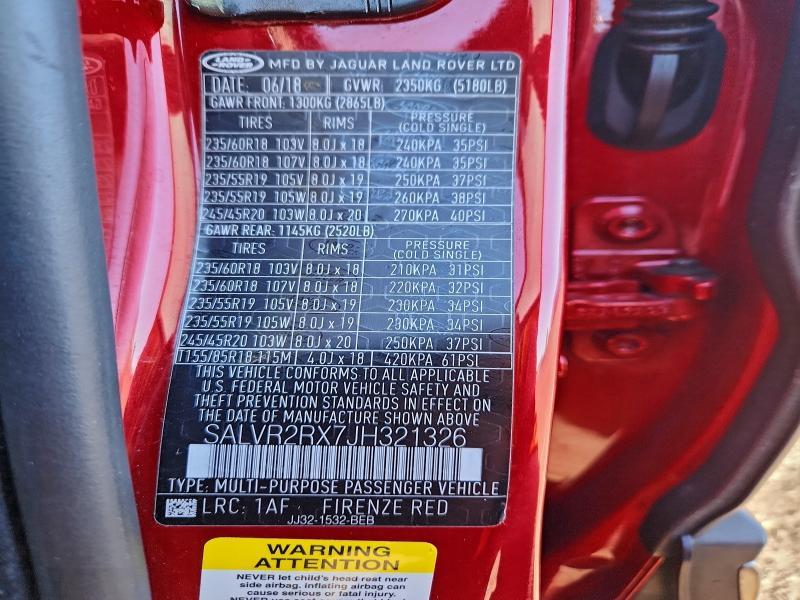 LAND ROVER MFD BY JAGUAR LAND ROVER LTD
DATE: 06/18 GVWR: 2350KG (5180LB)
GAWR FRONT: 1300KG (2865LB)
TIRES RIMS PRESSURE (COLD SINGLE)
235/60R18 103V 8.0J x 18 240KPA 35PSI
235/60R18 107V 8.0J x 18 240KPA 35PSI
235/55R19 105V 8.0J x 19 250KPA 37PSI
235/55R19 105W 8.0J x 19 260KPA 38PSI
245/45R20 103W 8.0J x 20 270KPA 40PSI
GAWR REAR: 1145KG (2520LB)
TIRES RIMS PRESSURE (COLD SINGLE)
235/60R18 103V 8.0J x 18 210KPA 31PSI
235/60R18 107V 8.0J x 18 220KPA 32PSI
235/55R19 105V 8.0J x 19 230KPA 34PSI
235/55R19 105W 8.0J x 19 230KPA 34PSI
245/45R20 103W 8.0J x 20 250KPA 37PSI
T155/85R18 115M 4.0J x 18 420KPA 61PSI
THIS VEHICLE CONFORMS TO ALL APPLICABLE
U.S. FEDERAL MOTOR VEHICLE SAFETY AND
THEFT PREVENTION STANDARDS IN EFFECT ON
THE DATE OF MANUFACTURE SHOWN ABOVE
SALVR2RX7JH321326
TYPE: MULTI-PURPOSE PASSENGER VEHICLE
LRC: 1AF FIRENZE RED
JJ32-1532-BEB
WARNING
ATTENTION
NEVER let child's head rest near
side airbag. inflating airbag can
cause serious or fatal injury.